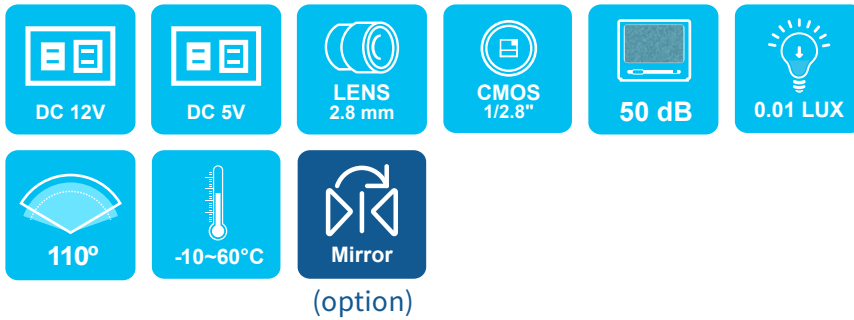 DC 12V
DC 5V
LENS
2.8 mm
CMOS
1/2.8"
50 dB
0.01 LUX
110º
-10~60°C
Mirror
(option)